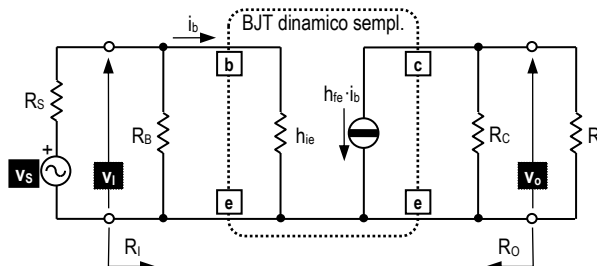 BJT dinamico sempl.
i_b
b
c
R_S
R_B
h_ie
h_fe·i_b
R_C
R
+
v_S
v_I
v_o
e
e
R_I
R_O